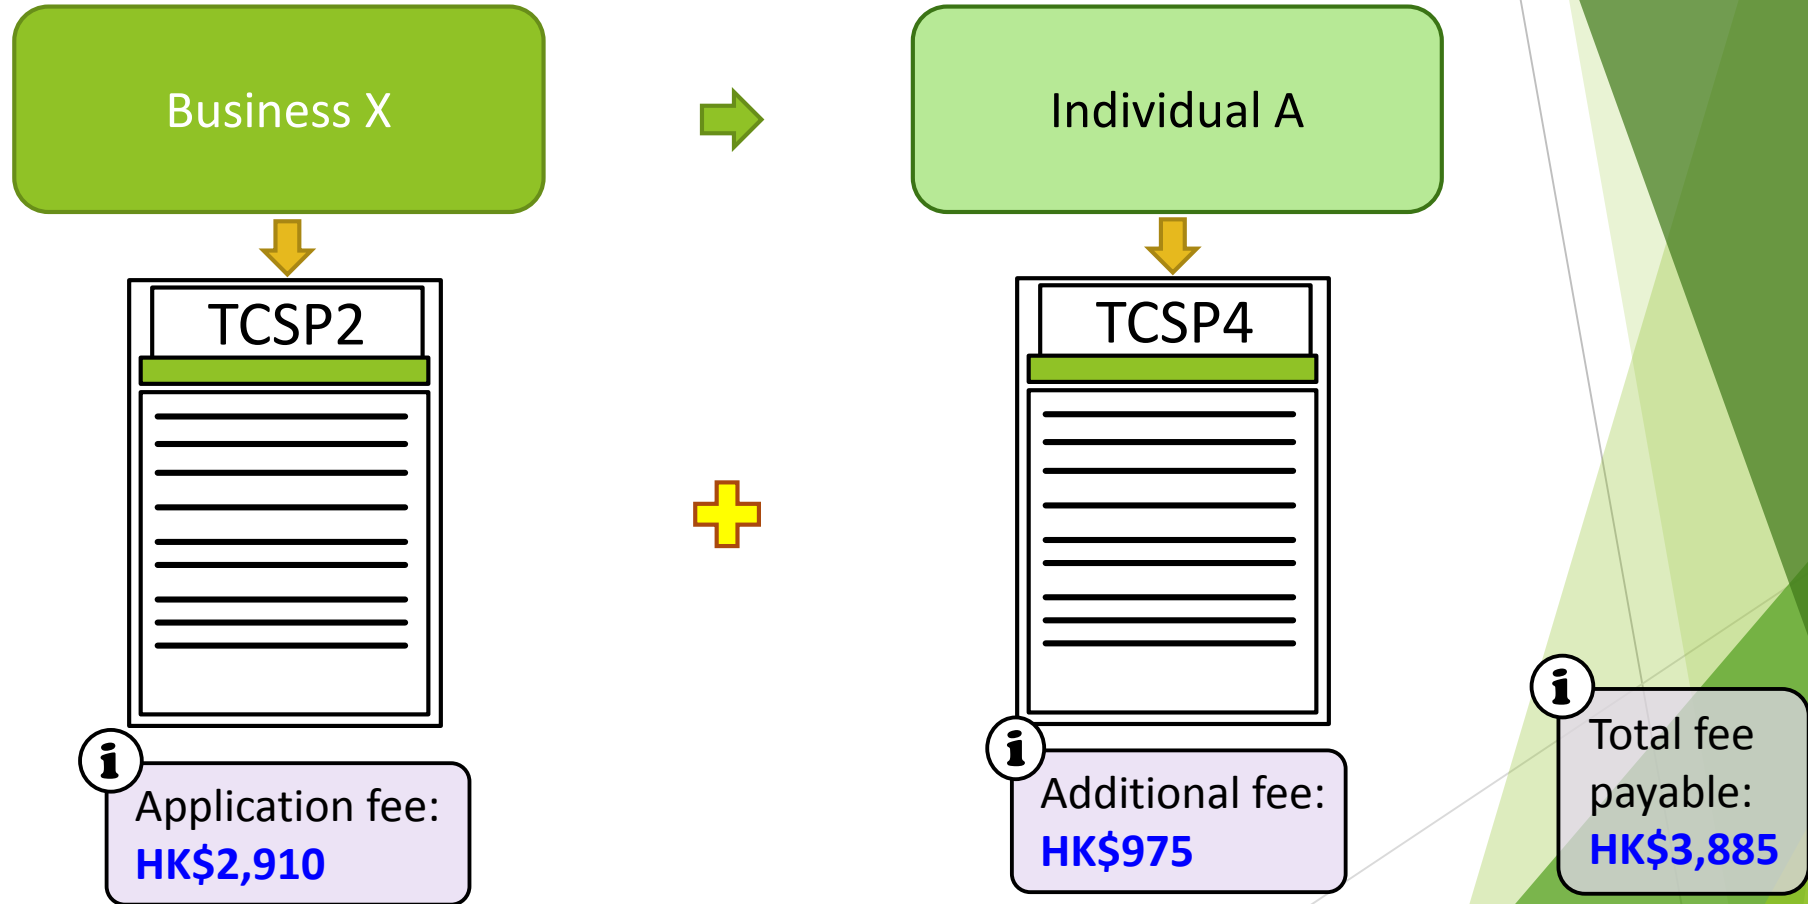 Business X
Individual A
TCSP2
TCSP4
Application fee:
HK$2,910
Additional fee:
HK$975
Total fee
payable:
HK$3,885